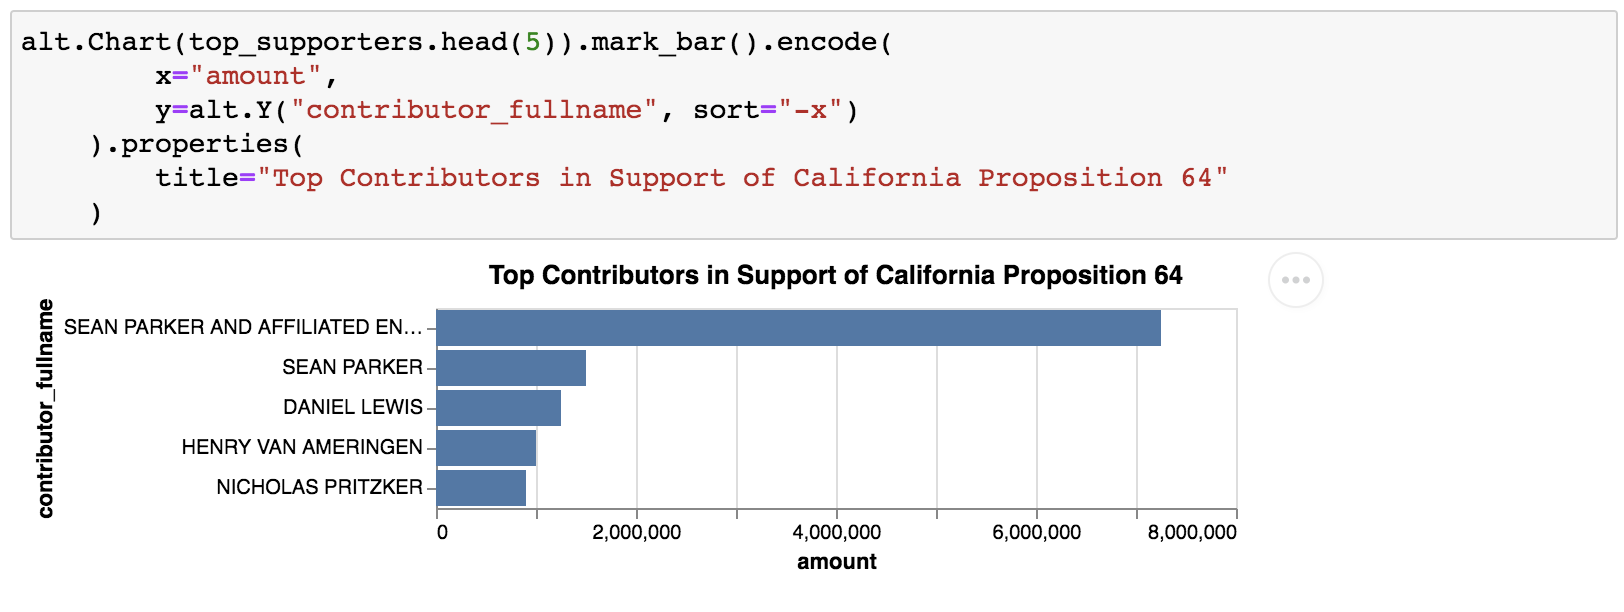 alt.Chart(top_supporters.head(5)).mark_bar().encode(
x="amount",
y=alt.Y("contributor_fullname", sort="-x")
).properties(
title="Top Contributors in Support of California Proposition 64"
)
Top Contributors in Support of California Proposition 64
contributor_fullname
SEAN PARKER AND AFFILIATED EN…
SEAN PARKER
DANIEL LEWIS
HENRY VAN AMERINGEN
NICHOLAS PRITZKER
0 2,000,000 4,000,000 6,000,000 8,000,000
amount